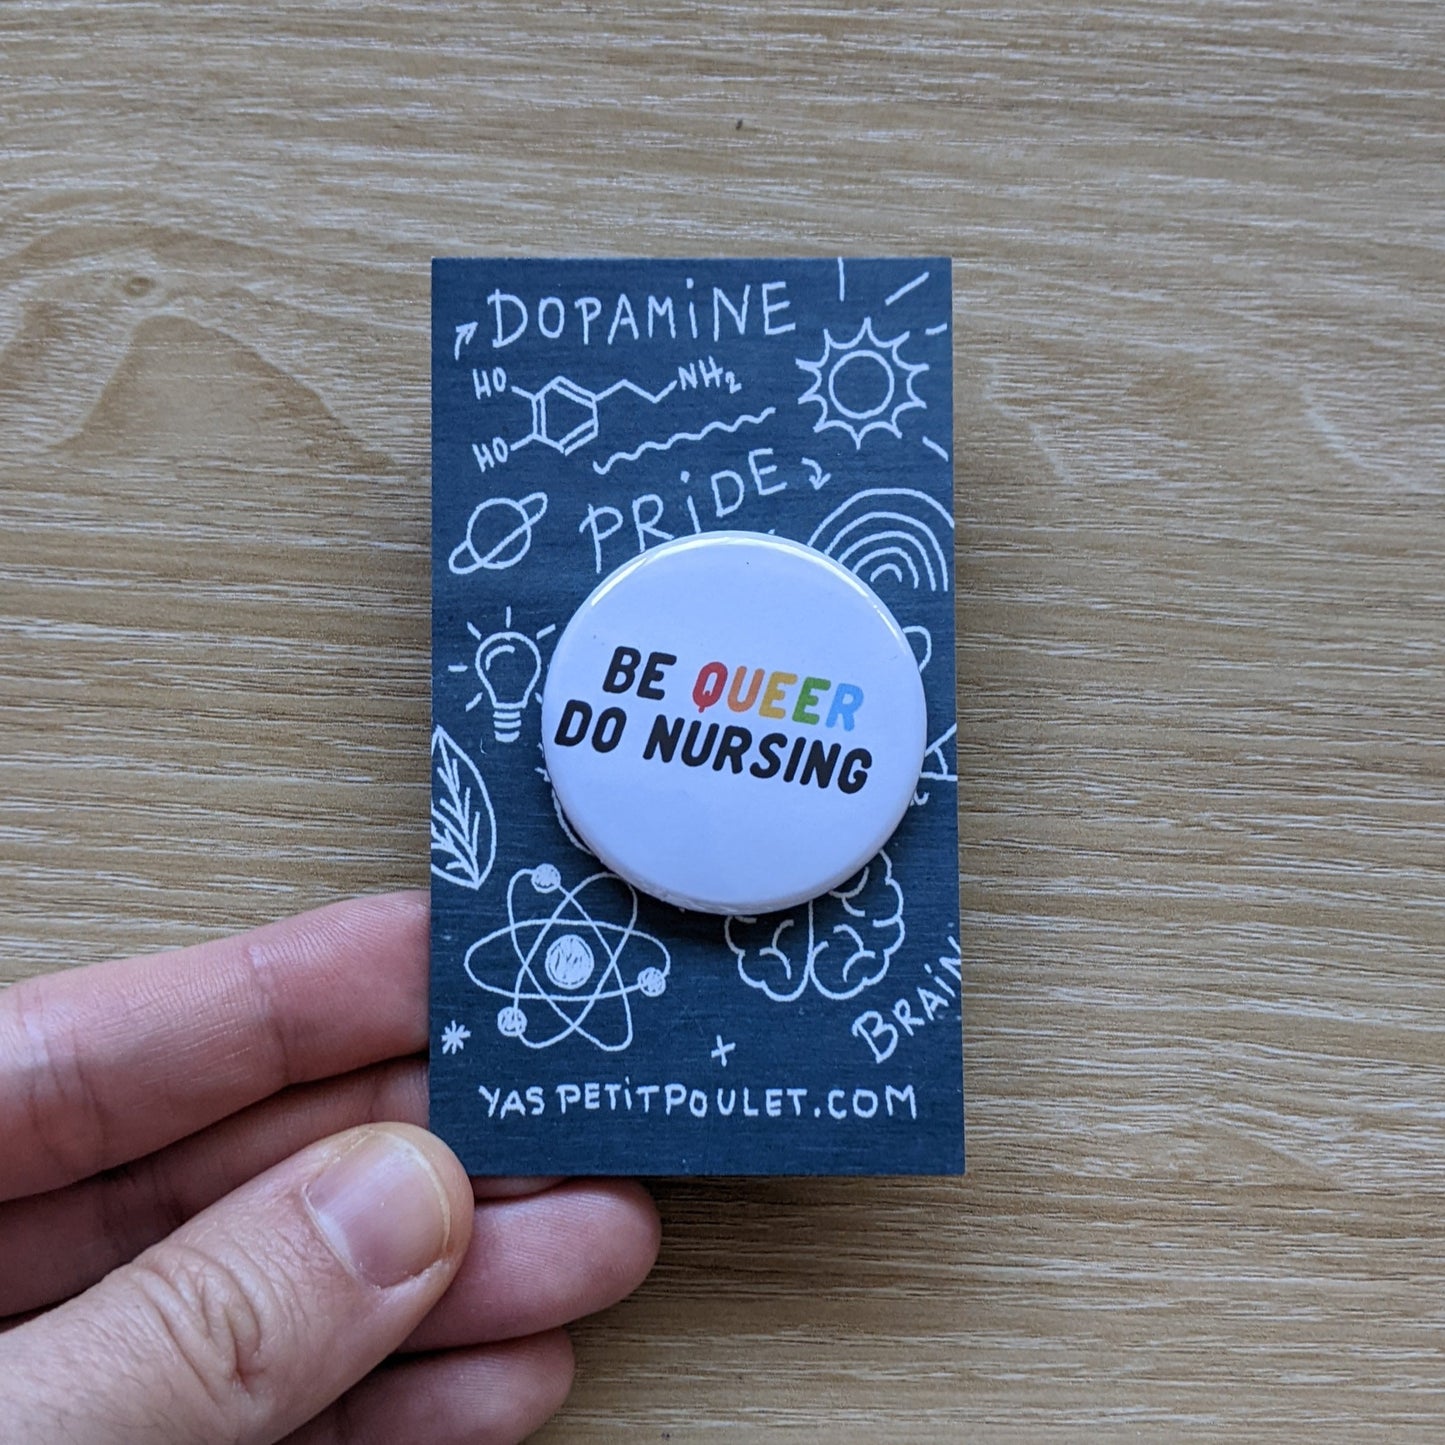 DOPAMiNE
HO
NH2
HO
PRiDE
BE QUEER
DO NURSING
BRAIN
YASPETiTPOULET.COM